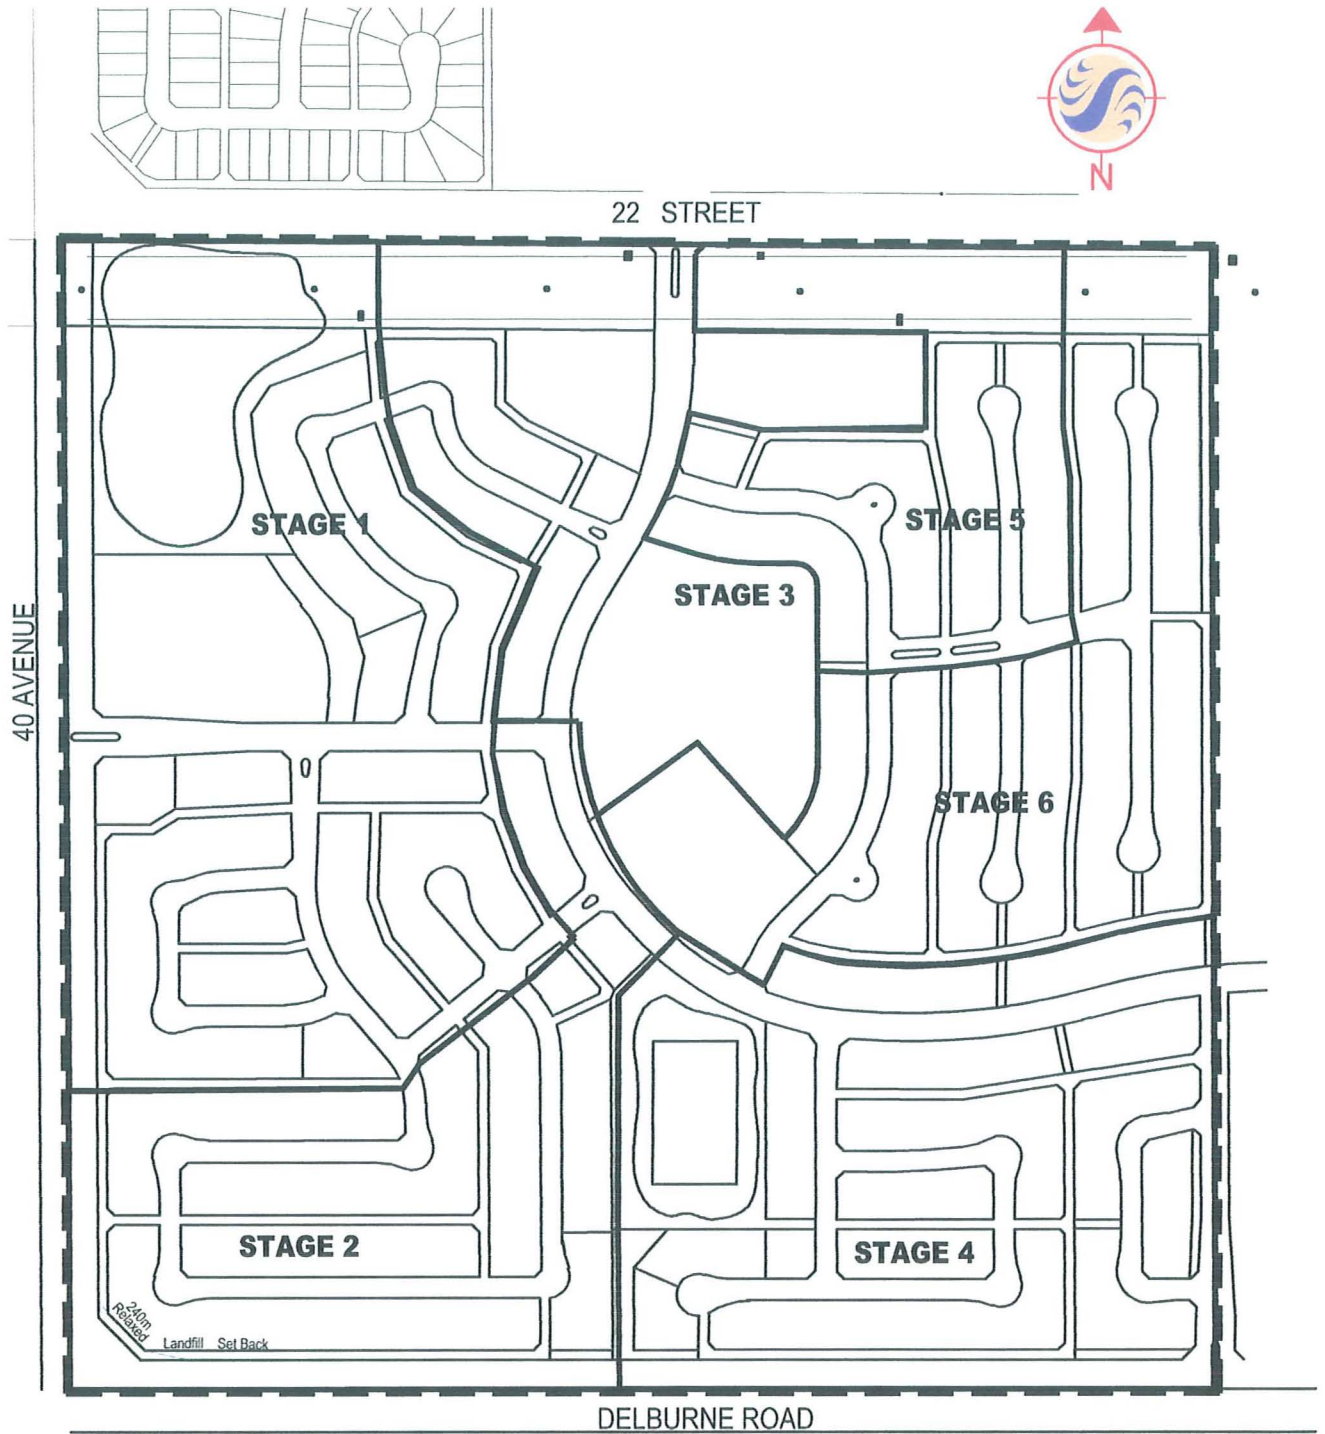 N
22 STREET
STAGE 1
STAGE 5
STAGE 3
40 AVENUE
STAGE 6
STAGE 2
STAGE 4
240m
Relaxed
Landfill Set Back
DELBURNE ROAD